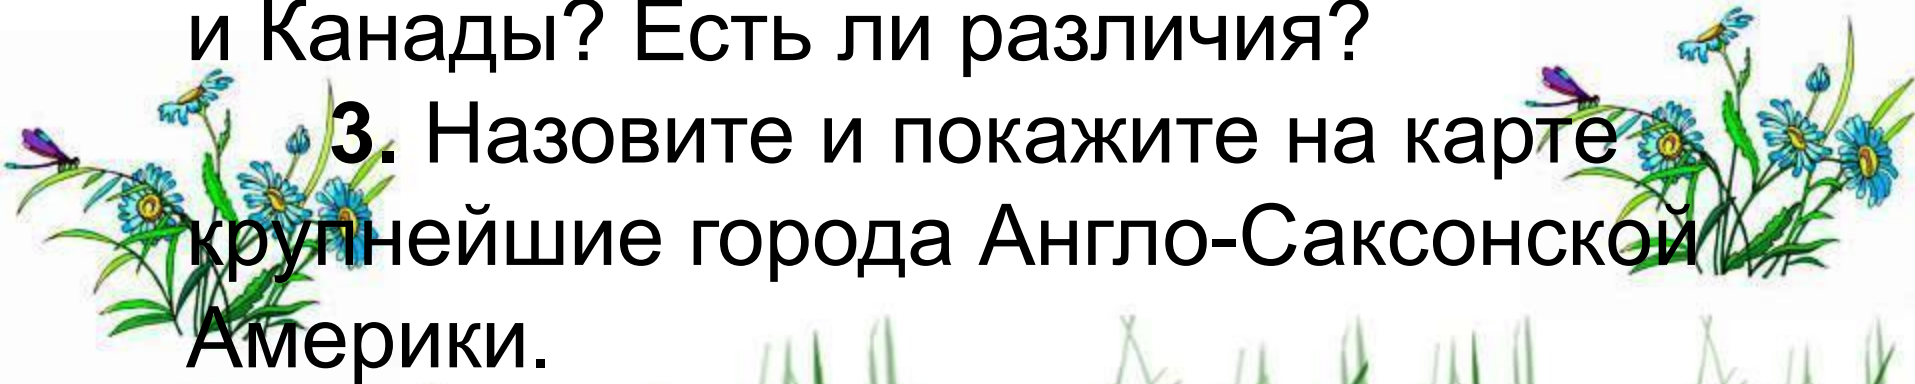 и Канады? Есть ли различия?
3. Назовите и покажите на карте
крупнейшие города Англо-Саксонской
Америки.